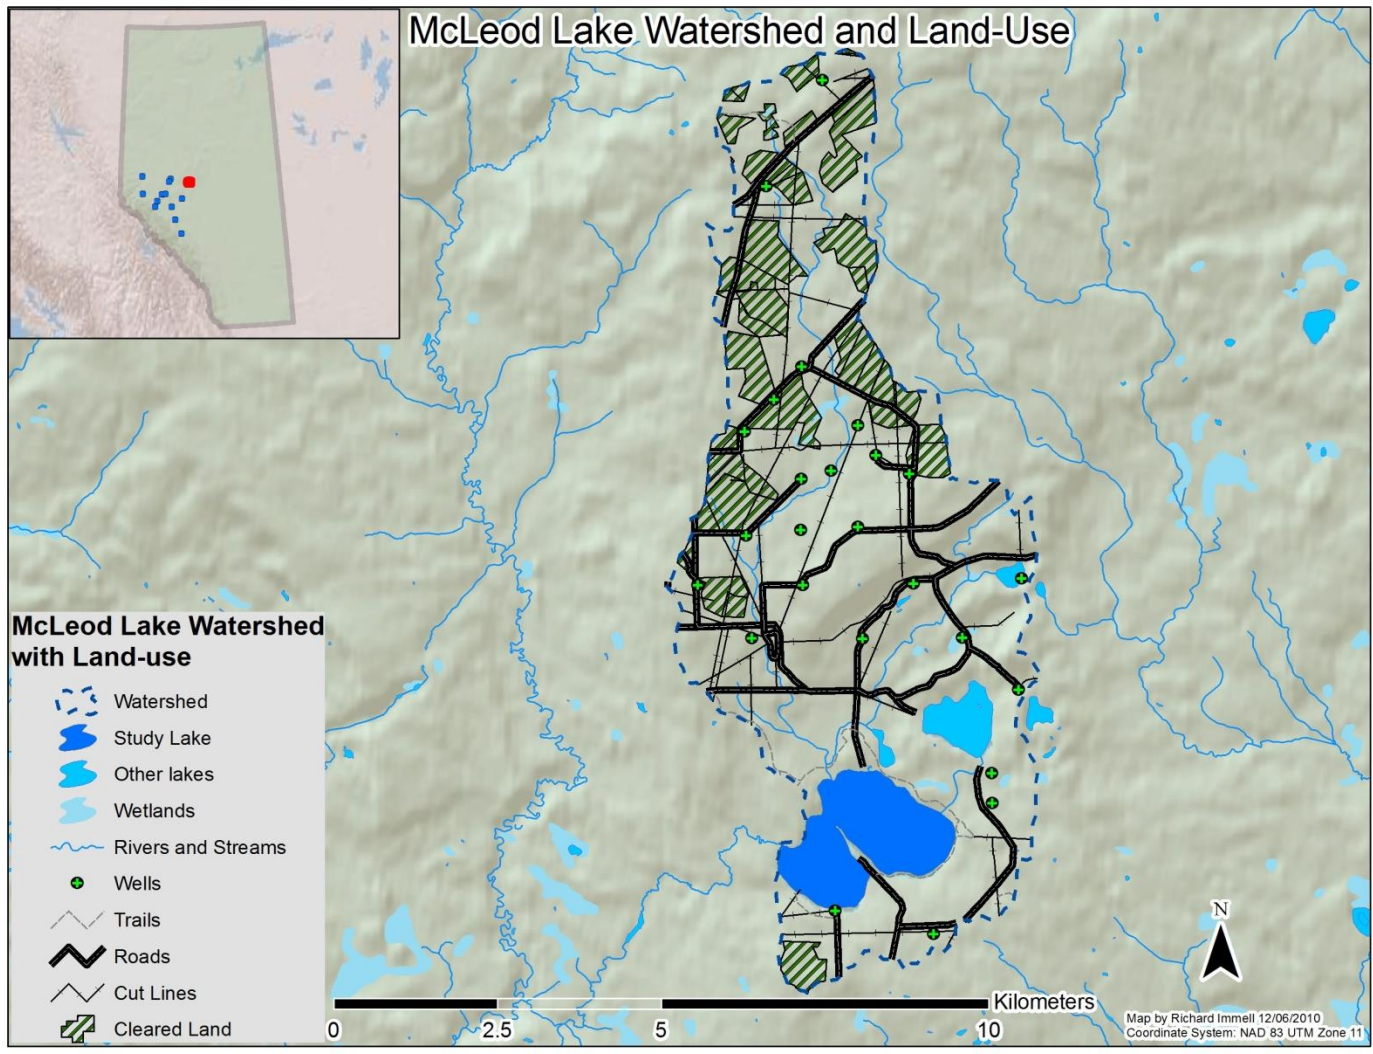 McLeod Lake Watershed and Land-Use
McLeod Lake Watershed
with Land-use
Watershed
Study Lake
Other lakes
Wetlands
Rivers and Streams
Wells
Trails
Roads
Cut Lines
Cleared Land
N
Kilometers
0 2.5 5 10
Map by Richard Immell 12/06/2010
Coordinate System: NAD 83 UTM Zone 11